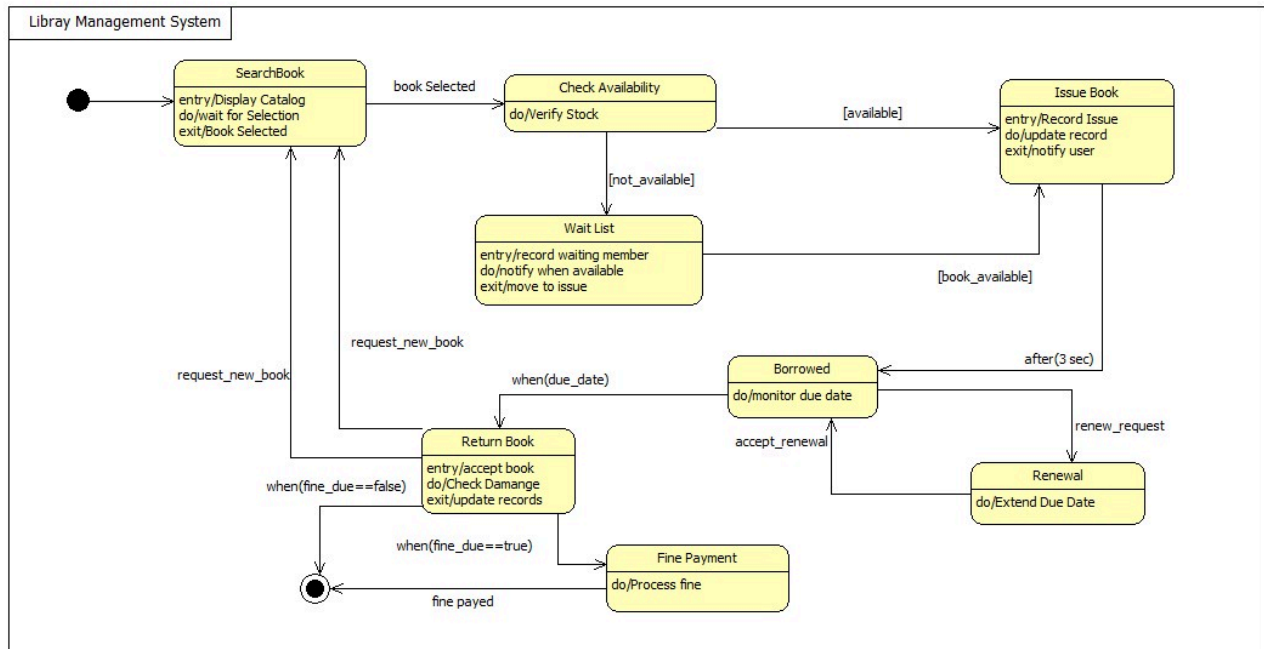 Libray Management System
SearchBook
entry/Display Catalog
do/wait for Selection
exit/Book Selected
book Selected
Check Availability
do/Verify Stock
[available]
Issue Book
entry/Record Issue
do/update record
exit/notify user
[not_available]
Wait List
entry/record waiting member
do/notify when available
exit/move to issue
[book_available]
request_new_book
request_new_book
after(3 sec)
Borrowed
do/monitor due date
when(due_date)
renew_request
accept_renewal
Renewal
do/Extend Due Date
Return Book
entry/accept book
do/Check Damange
exit/update records
when(fine_due==false)
when(fine_due==true)
Fine Payment
do/Process fine
fine payed